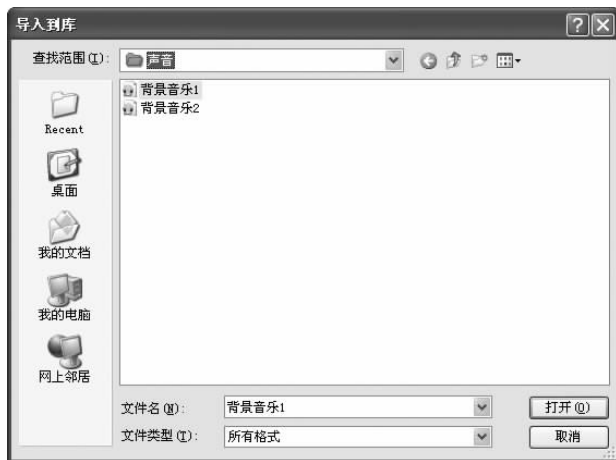 导入到库
查找范围(I):
声音
背景音乐1
背景音乐2
Recent
桌面
我的文档
我的电脑
网上邻居
文件名(N):
背景音乐1
打开(O)
文件类型(T):
所有格式
取消